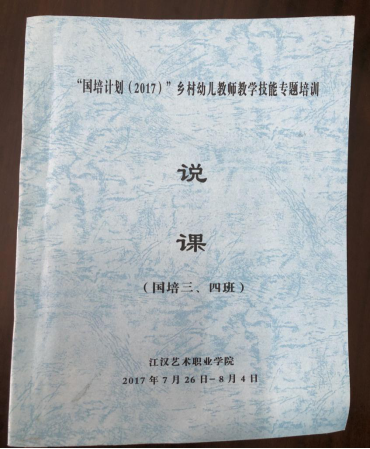 “国培计划（2017）”乡村幼儿教师教学技能专题培训
说
课
（国培三、四班）
江汉艺术职业学院
2017年7月26日-8月4日